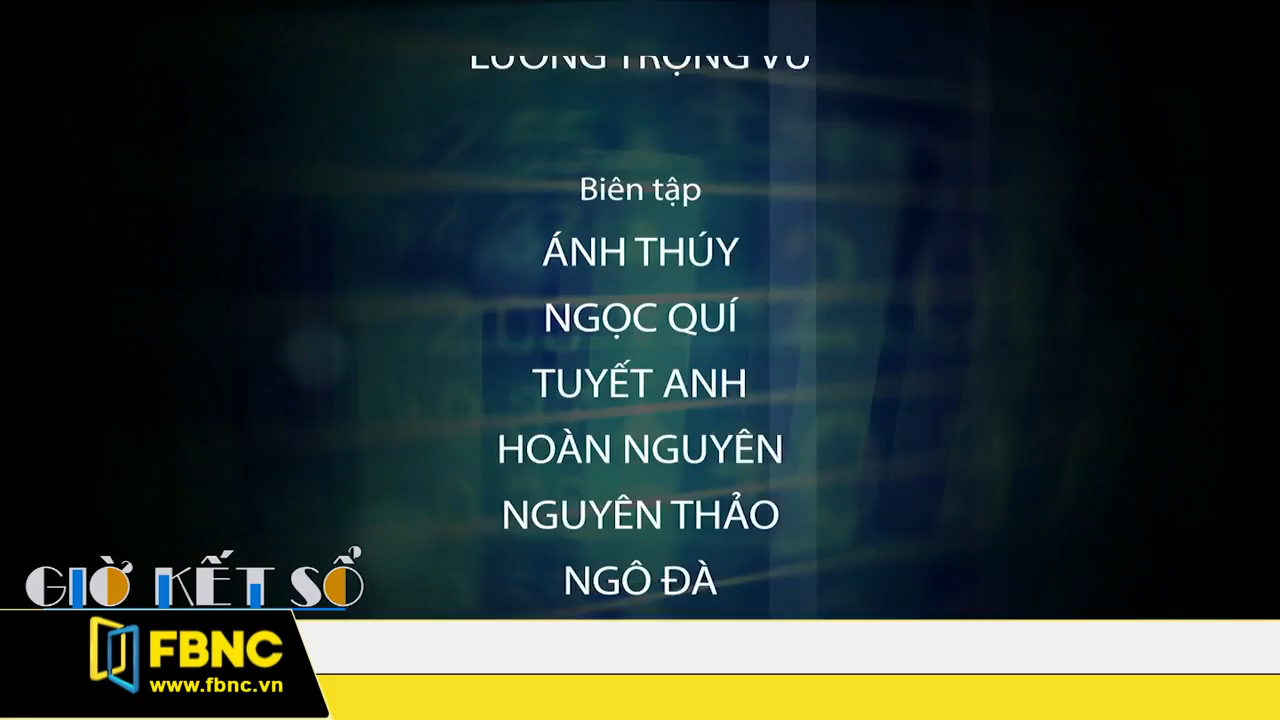 TRỌNG
Biên tập
ÁNH THÚY
NGỌC QUÍ
TUYẾT ANH
HOÀN NGUYÊN
NGUYÊN THẢO
NGÔ ĐÀ
GIỜ KẾT SỔ
FBNC
www.fbnc.vn